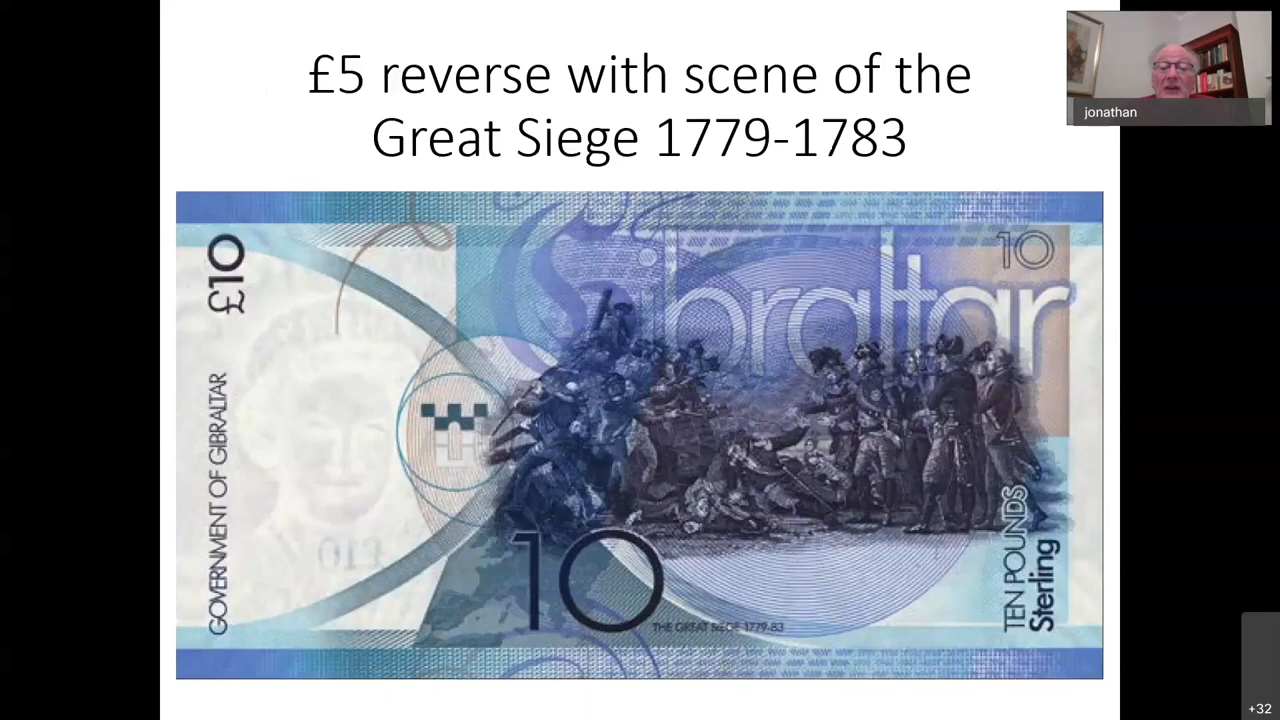 £5 reverse with scene of the
Great Siege 1779-1783
jonathan
£10
GOVERNMENT OF GIBRALTAR
Gibraltar
10
10
THE GREAT SIEGE 1779-83
TEN POUNDS
Sterling
+32